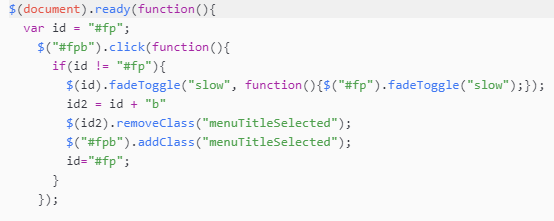 $(document).ready(function(){
var id = "#fp";
$("#fpb").click(function(){
if(id != "#fp"){
$(id).fadeToggle("slow", function(){$("#fp").fadeToggle("slow");});
id2 = id + "b"
$(id2).removeClass("menuTitleSelected");
$("#fpb").addClass("menuTitleSelected");
id="#fp";
}
});